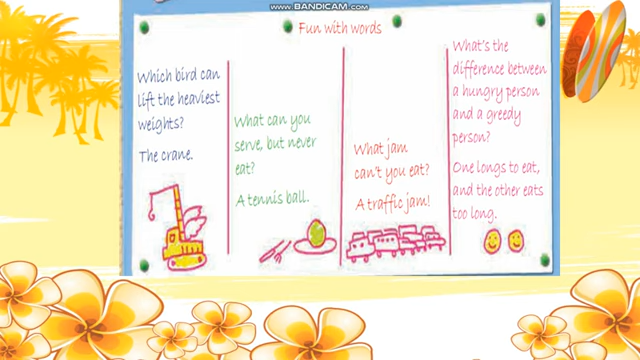 www.BANDICAM.com
Fun with words
Which bird can
lift the heaviest
weights?
The crane.
What can you
serve, but never
eat?
A tennis ball.
What jam
can't you eat?
A traffic jam!
What's the
difference between
a hungry person
and a greedy
person?
One longs to eat,
and the other eats
too long.